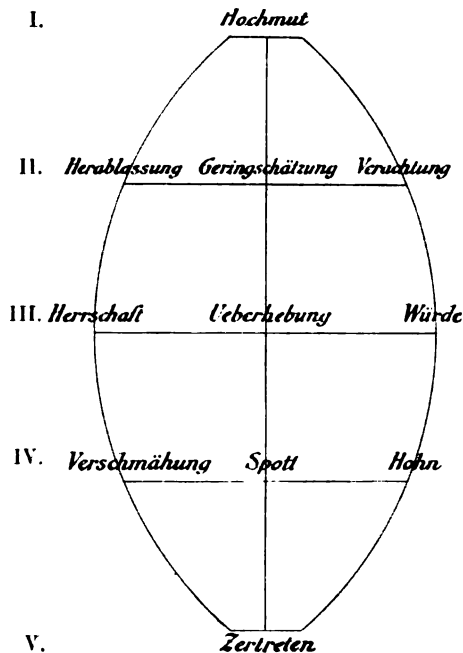 I. Hochmut
II. Herablassung Geringschätzung Verachtung
III. Herrschaft Ueberhebung Würde
IV. Verschmähung Spott Hohn
V. Zertreten